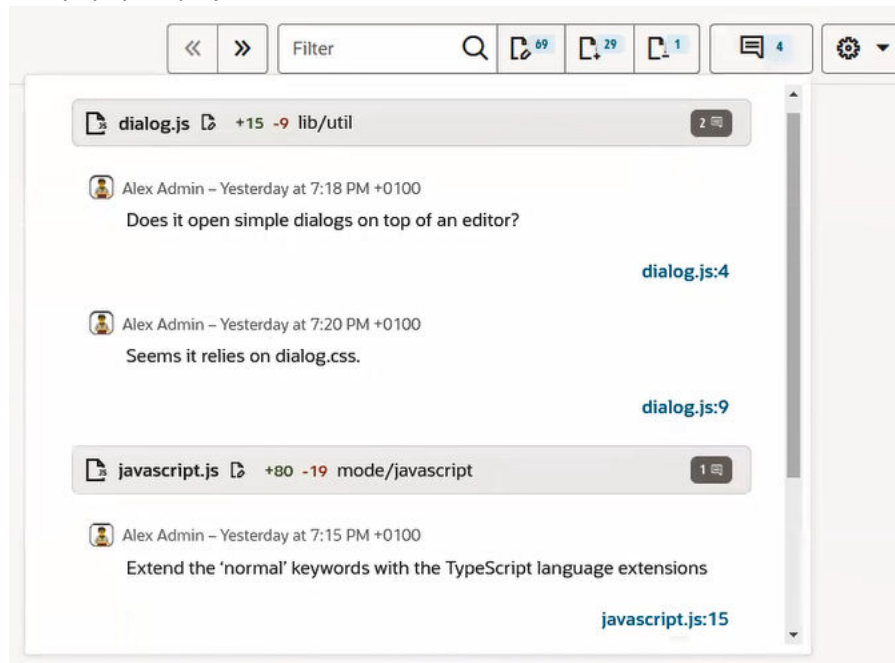 Filter
69
29
1
4
dialog.js +15 -9 lib/util
2
Alex Admin – Yesterday at 7:18 PM +0100
Does it open simple dialogs on top of an editor?
dialog.js:4
Alex Admin – Yesterday at 7:20 PM +0100
Seems it relies on dialog.css.
dialog.js:9
javascript.js +80 -19 mode/javascript
1
Alex Admin – Yesterday at 7:15 PM +0100
Extend the ‘normal’ keywords with the TypeScript language extensions
javascript.js:15